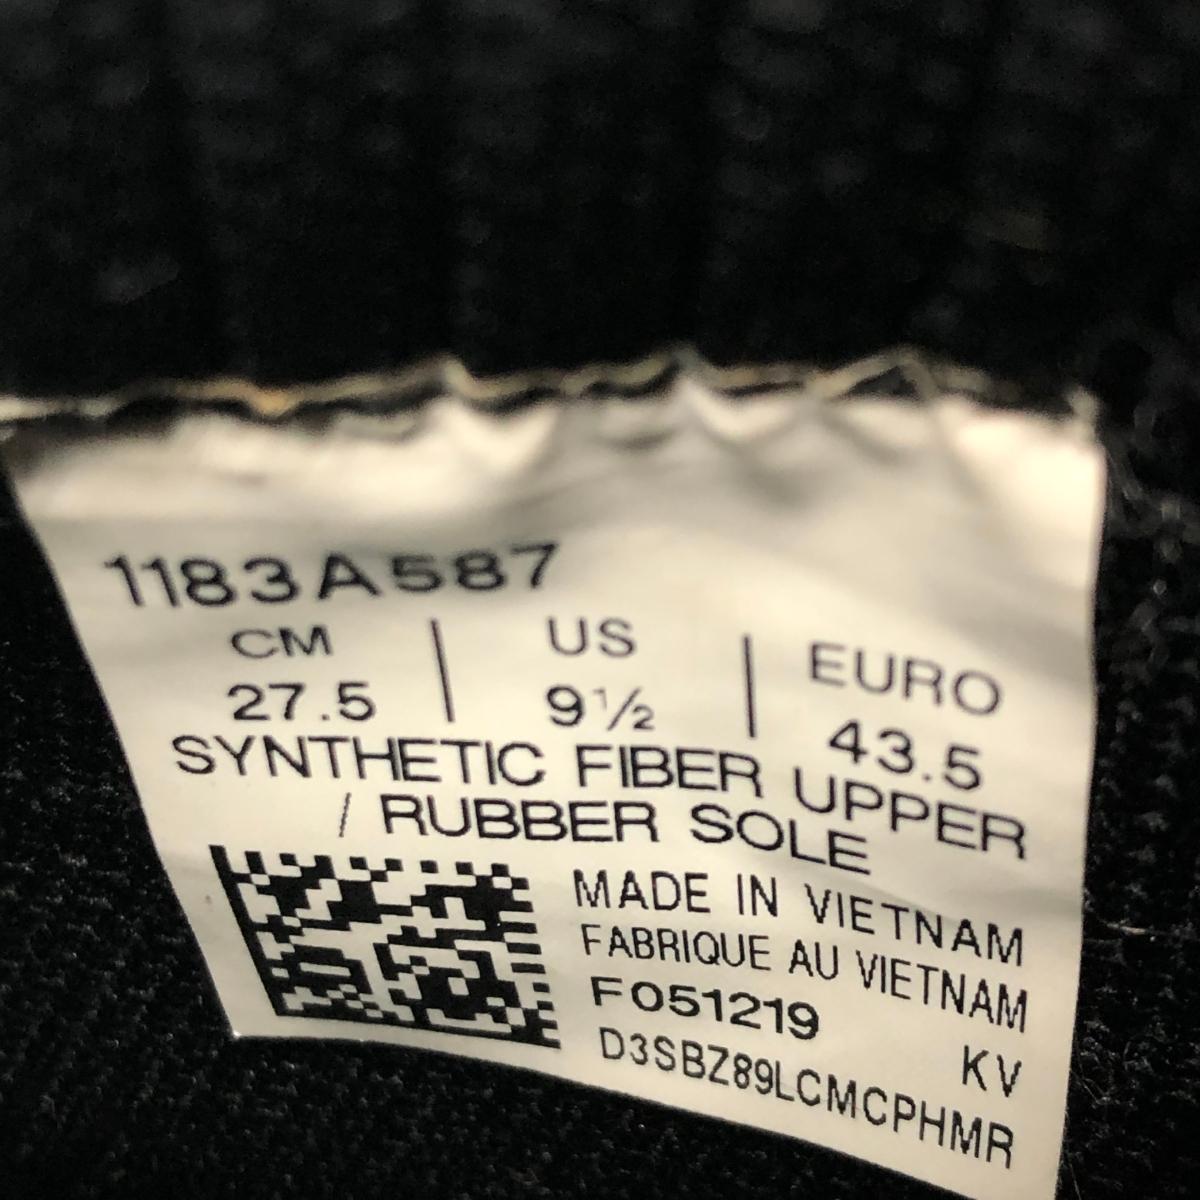 1183A587
CM | US | EURO
27.5 | 9½ | 43.5
SYNTHETIC FIBER UPPER
/ RUBBER SOLE
MADE IN VIETNAM
FABRIQUE AU VIETNAM
F051219
KV
D3SBZ89LCMCPHMR